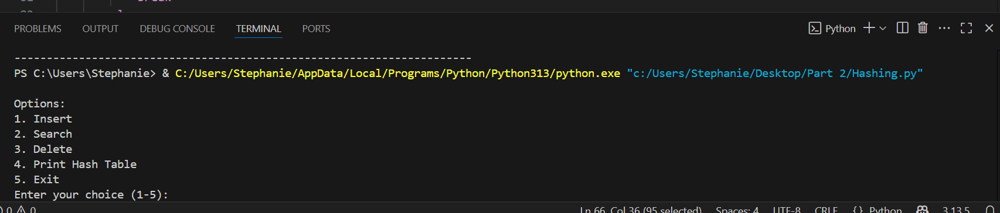 PROBLEMS OUTPUT DEBUG CONSOLE TERMINAL PORTS Python
-----------------------------------------------------------------------
PS C:\Users\Stephanie> & C:/Users/Stephanie/AppData/Local/Programs/Python/Python313/python.exe "c:/Users/Stephanie/Desktop/Part 2/Hashing.py"
Options:
1. Insert
2. Search
3. Delete
4. Print Hash Table
5. Exit
Enter your choice (1-5):
0 0 Ln 66, Col 36 (95 selected) Spaces: 4 UTF-8 CRLF {} Python 3.13.5